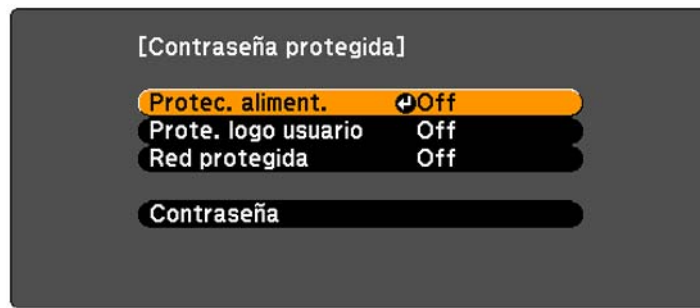 [Contraseña protegida]
Protec. aliment. Off
Prote. logo usuario Off
Red protegida Off
Contraseña